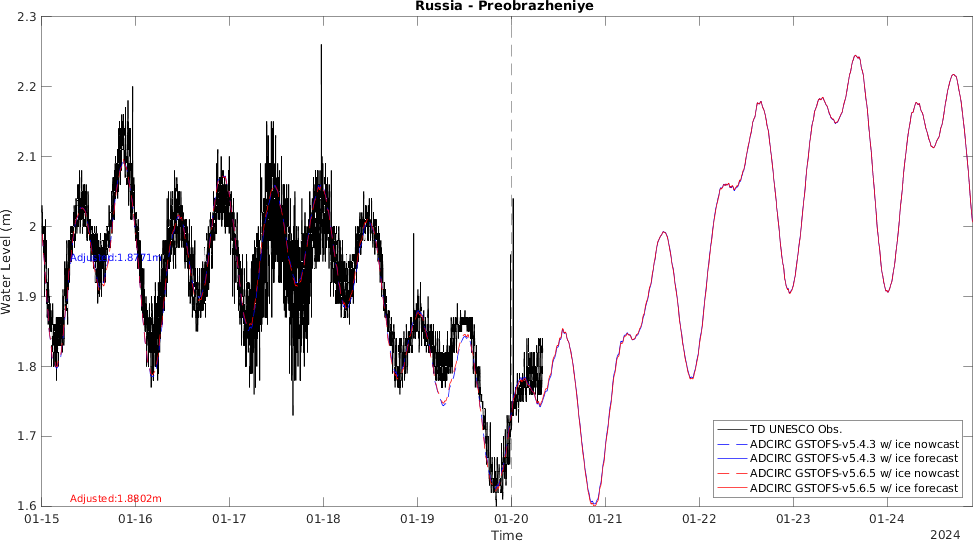 Russia - Preobrazheniye
2.3
2.2
2.1
2
1.9
1.8
1.7
1.6
Water Level (m)
Adjusted:1.8771m
Adjusted:1.8802m
TD UNESCO Obs.
ADCIRC GSTOFS-v5.4.3 w/ ice nowcast
ADCIRC GSTOFS-v5.4.3 w/ ice forecast
ADCIRC GSTOFS-v5.6.5 w/ ice nowcast
ADCIRC GSTOFS-v5.6.5 w/ ice forecast
01-15 01-16 01-17 01-18 01-19 01-20 01-21 01-22 01-23 01-24
Time
2024